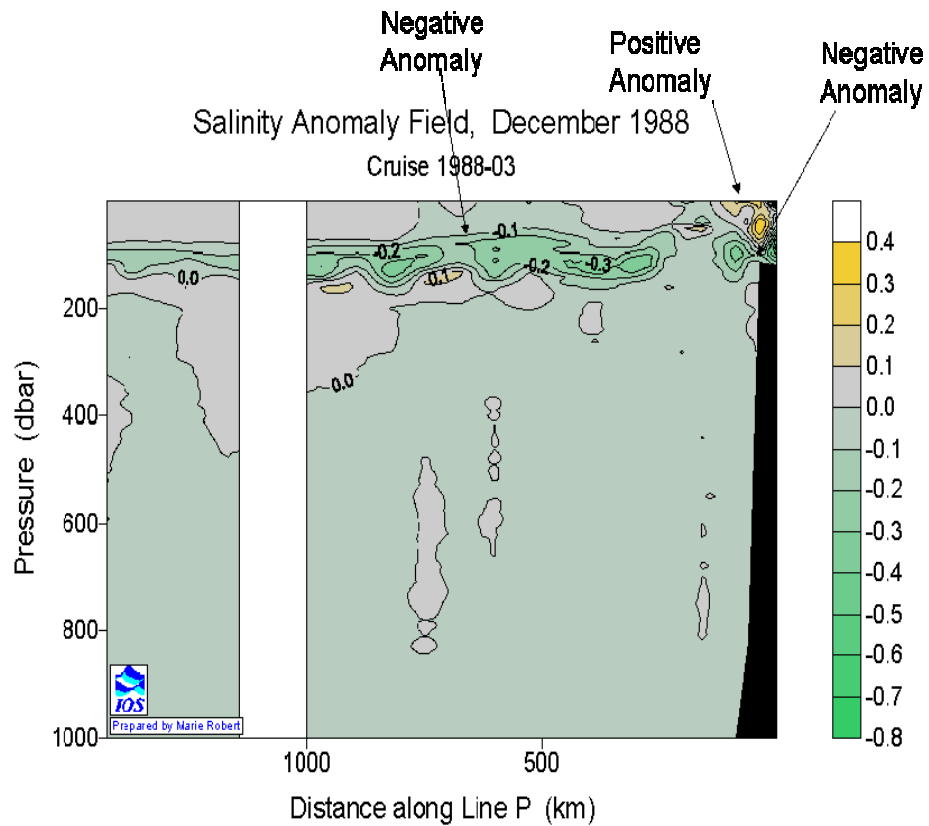 Negative
Anomaly
Positive
Anomaly
Negative
Anomaly
Salinity Anomaly Field, December 1988
Cruise 1988-03
-0.1
-0.2
-0.2
-0.3
0.1
0.0
0.0
Pressure (dbar)
200
400
600
800
1000
0.4
0.3
0.2
0.1
0.0
-0.1
-0.2
-0.3
-0.4
-0.5
-0.6
-0.7
-0.8
IOS
Prepared by Marie Robert
1000
500
Distance along Line P (km)